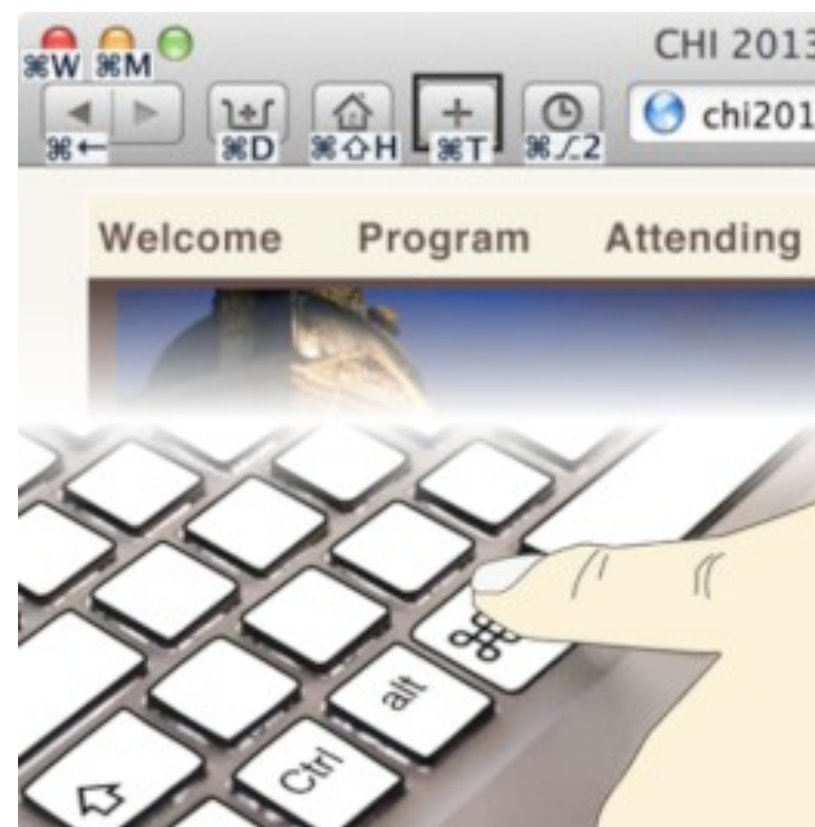 CHI 2013
⌘W ⌘M
chi201
⌘← ⌘D ⌘⇧H ⌘T ⌘⌥2
Welcome Program Attending
⌘
alt
Ctrl
⇧